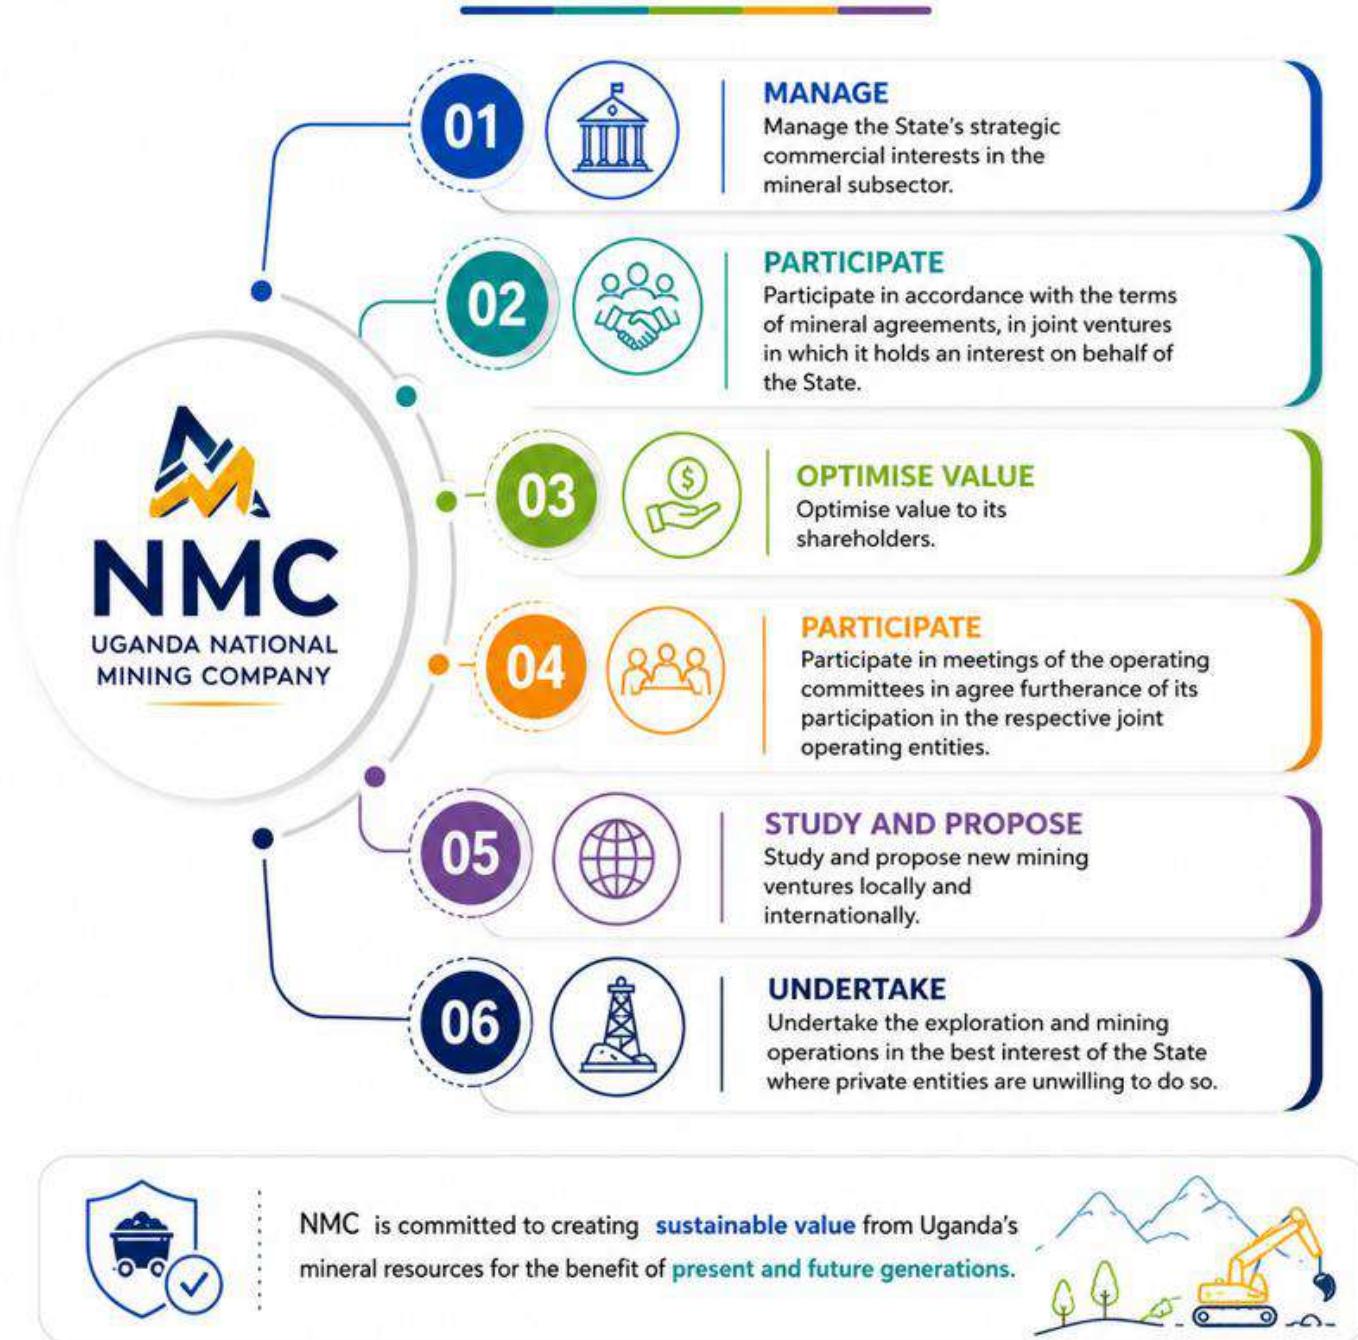 01
MANAGE
Manage the State's strategic
commercial interests in the
mineral subsector.
02
PARTICIPATE
Participate in accordance with the terms
of mineral agreements, in joint ventures
in which it holds an interest on behalf of
the State.
NMC
UGANDA NATIONAL
MINING COMPANY
03
$
OPTIMISE VALUE
Optimise value to its
shareholders.
04
PARTICIPATE
Participate in meetings of the operating
committees in agree furtherance of its
participation in the respective joint
operating entities.
05
STUDY AND PROPOSE
Study and propose new mining
ventures locally and
internationally.
06
UNDERTAKE
Undertake the exploration and mining
operations in the best interest of the State
where private entities are unwilling to do so.
NMC is committed to creating sustainable value from Uganda's
mineral resources for the benefit of present and future generations.